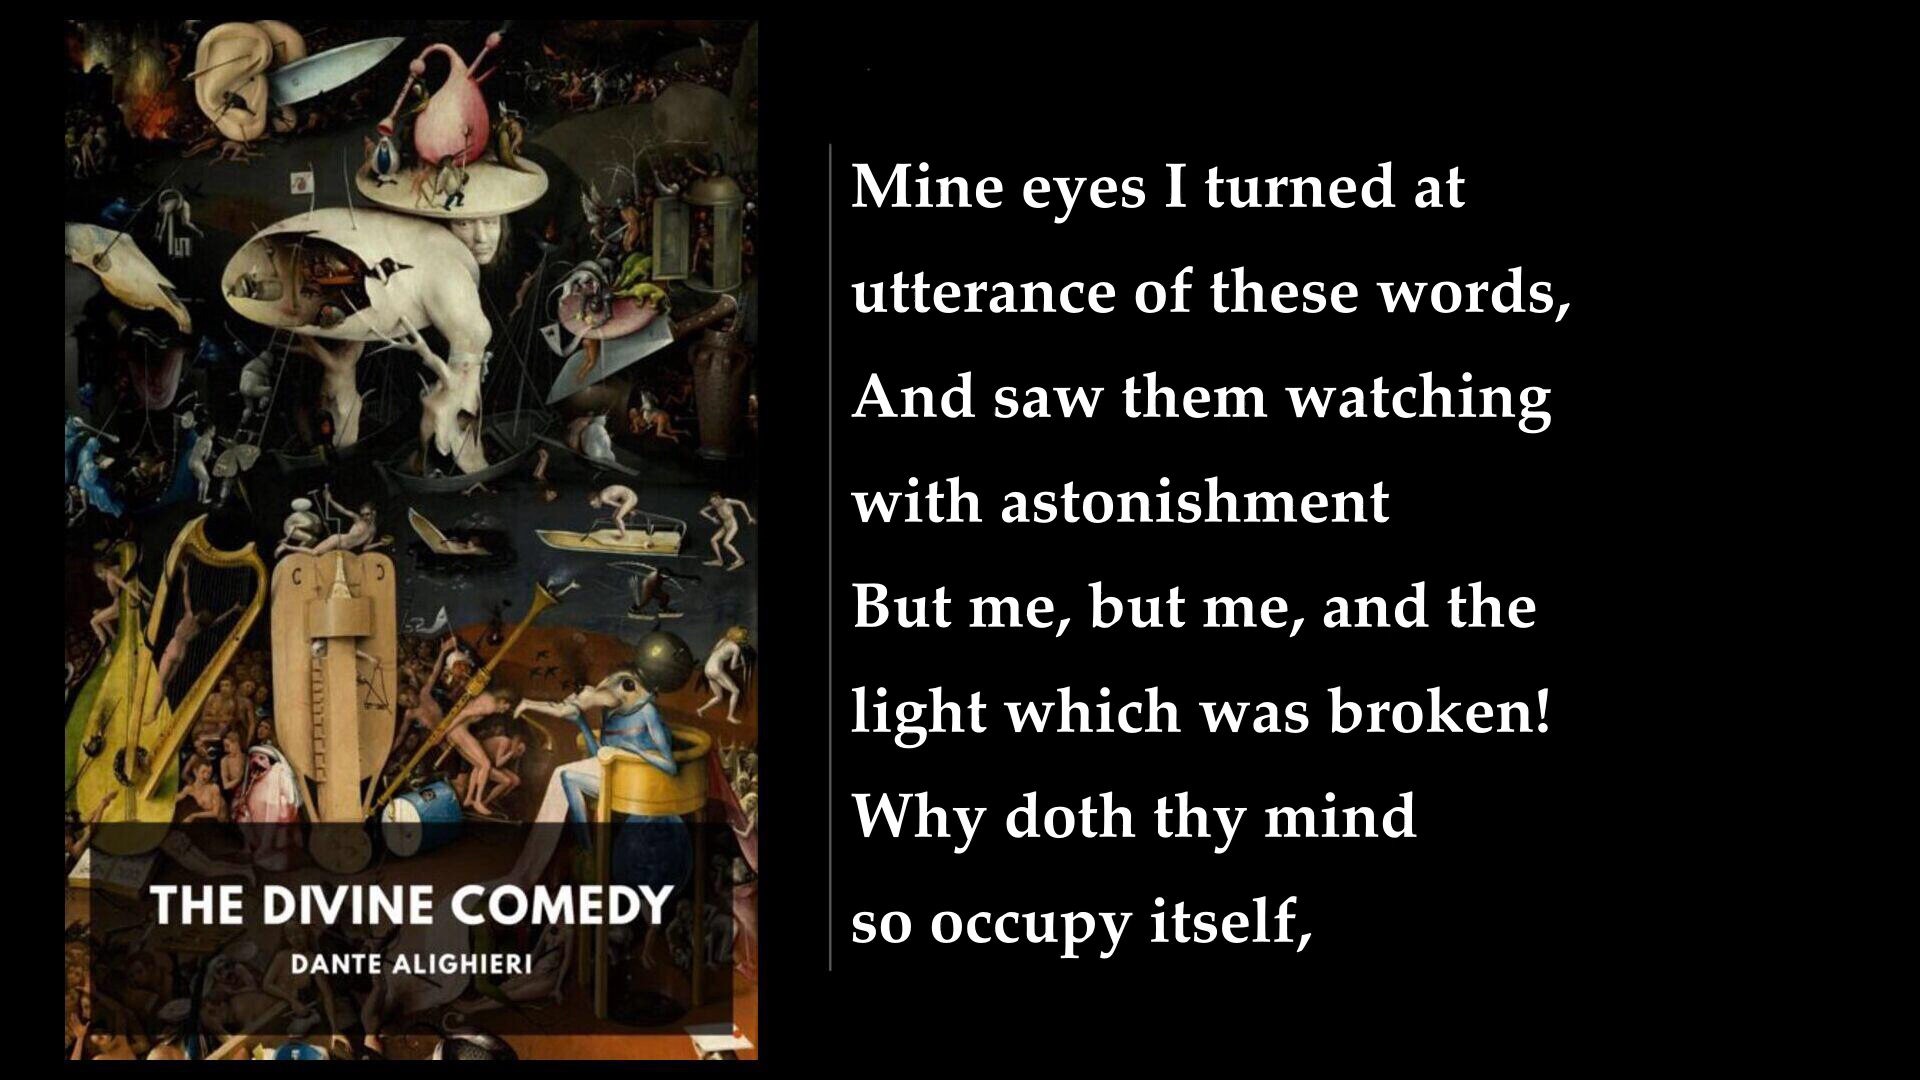 THE DIVINE COMEDY
DANTE ALIGHIERI
Mine eyes I turned at
utterance of these words,
And saw them watching
with astonishment
But me, but me, and the
light which was broken!
Why doth thy mind
so occupy itself,